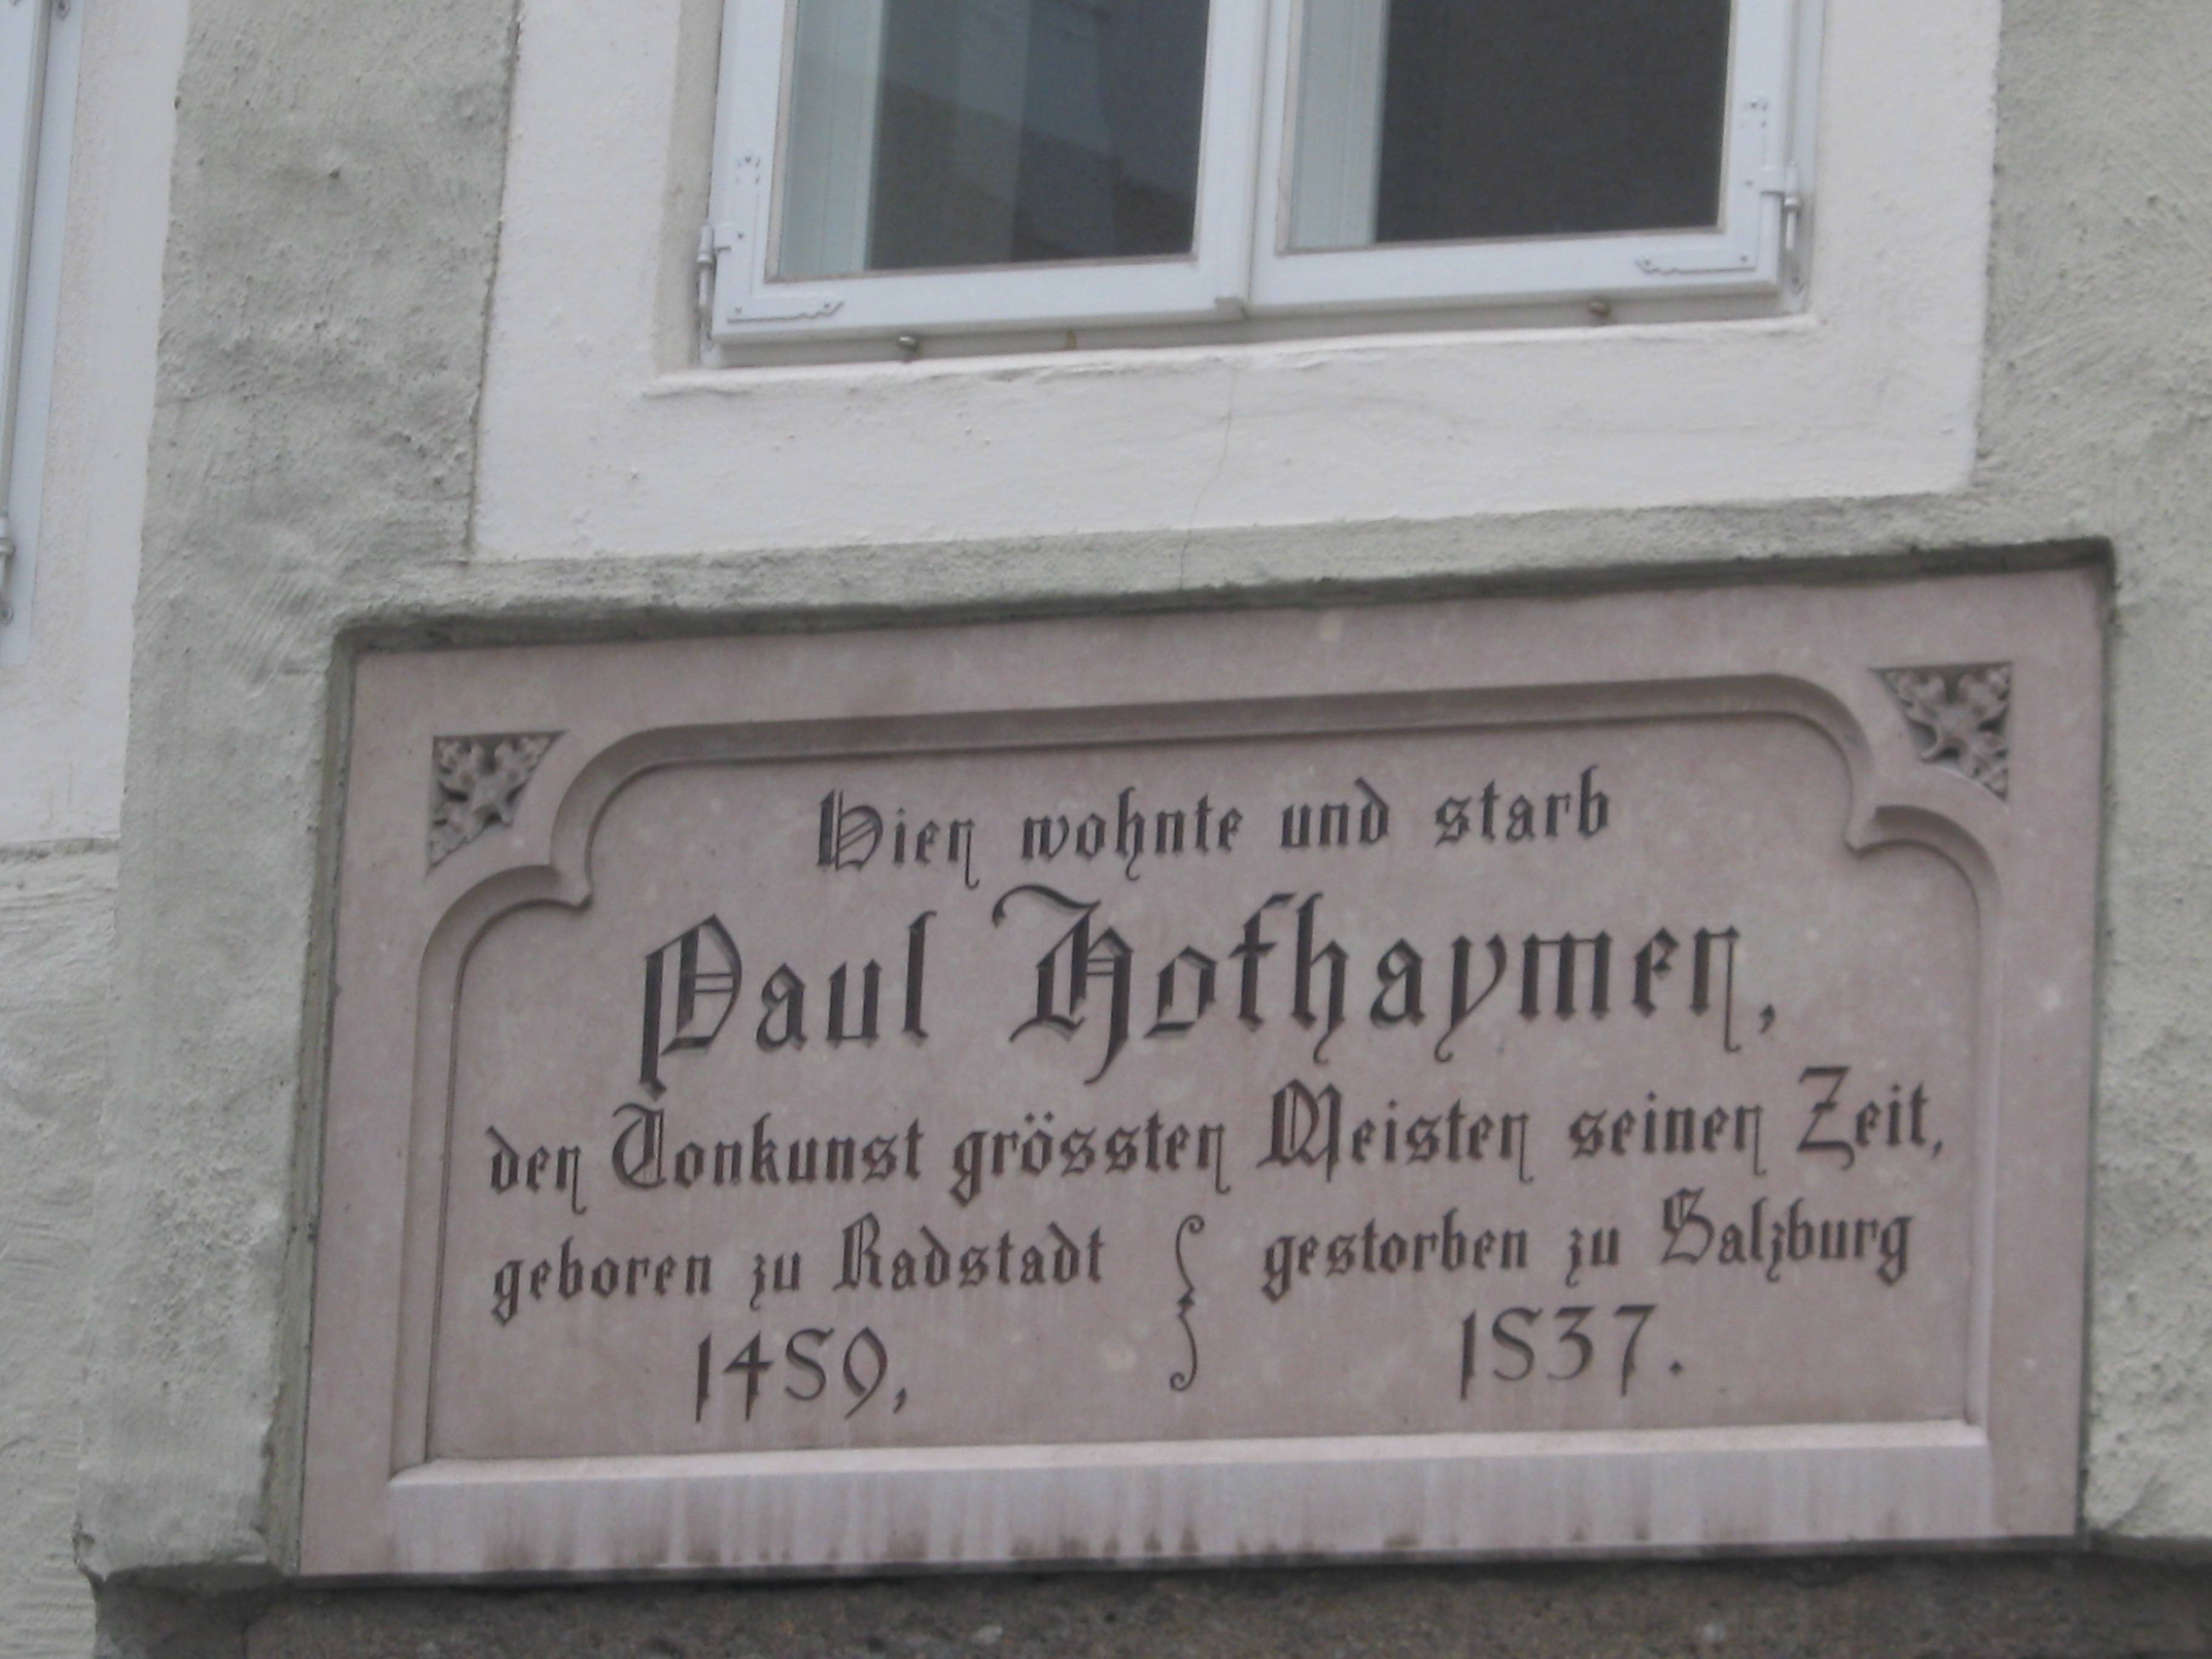 Hier wohnte und starb
Paul Hofhaymer,
der Tonkunst grösster Meister seiner Zeit,
geboren zu Radstadt } gestorben zu Salzburg
1459, 1537.